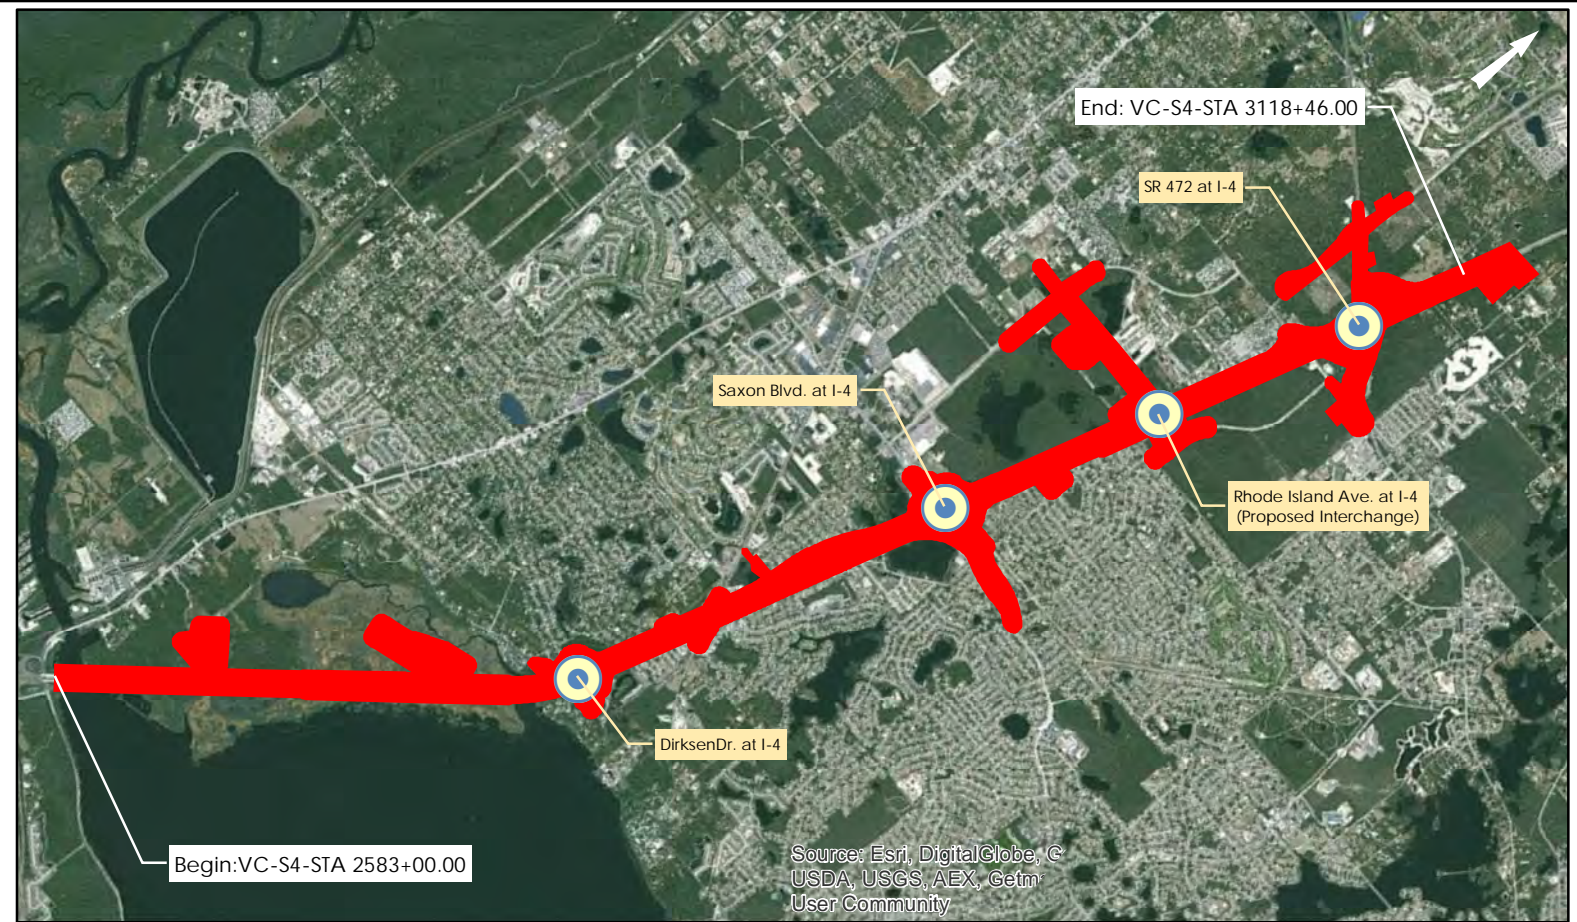 End: VC-S4-STA 3118+46.00
SR 472 at I-4
Saxon Blvd. at I-4
Rhode Island Ave. at I-4
(Proposed Interchange)
DirksenDr. at I-4
Begin:VC-S4-STA 2583+00.00
Source: Esri, DigitalGlobe,
USDA, USGS, AEX, Getm
User Community